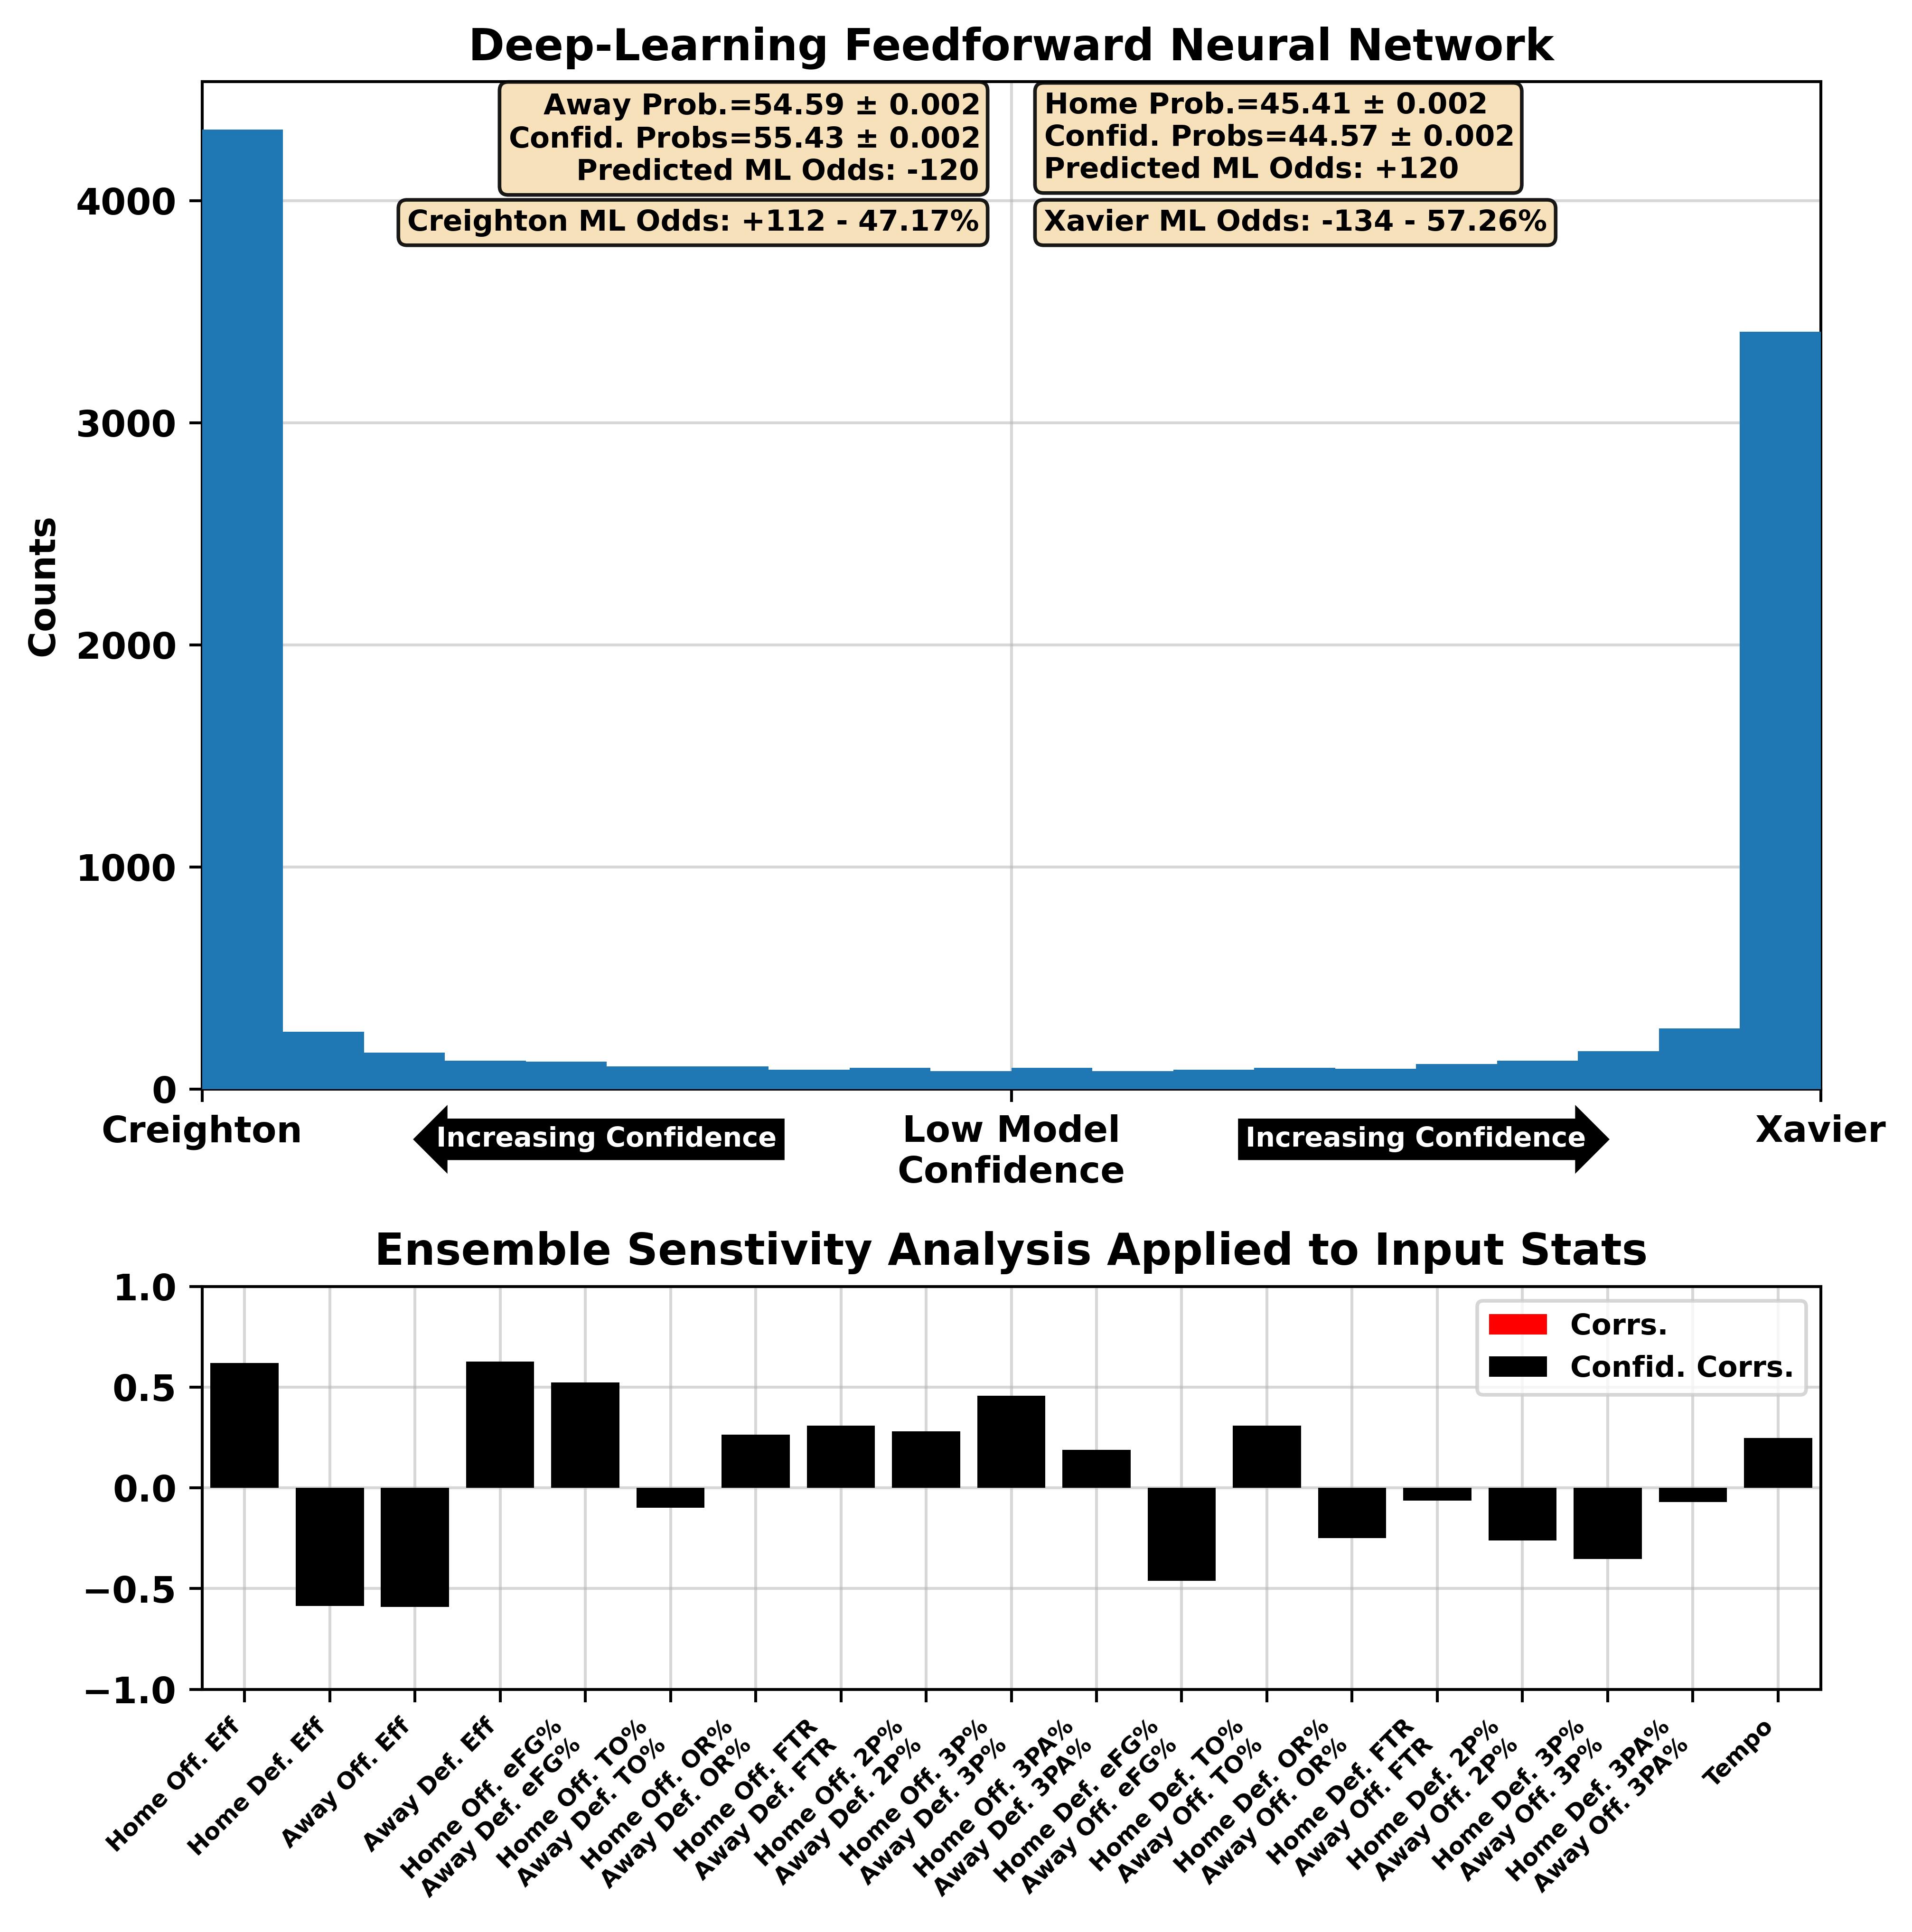 Deep-Learning Feedforward Neural Network
Away Prob.=54.59 ± 0.002
Confid. Probs=55.43 ± 0.002
Predicted ML Odds: -120
Home Prob.=45.41 ± 0.002
Confid. Probs=44.57 ± 0.002
Predicted ML Odds: +120
Creighton ML Odds: +112 - 47.17%
Xavier ML Odds: -134 - 57.26%
Counts
4000
3000
2000
1000
0
Creighton
Increasing Confidence
Low Model
Confidence
Increasing Confidence
Xavier
Ensemble Senstivity Analysis Applied to Input Stats
1.0
0.5
0.0
−0.5
−1.0
Corrs.
Confid. Corrs.
Home Off. Eff
Home Def. Eff
Away Off. Eff
Away Def. Eff
Home Off. eFG%
Away Def. eFG%
Home Off. TO%
Away Def. TO%
Home Off. OR%
Away Def. OR%
Home Off. FTR
Away Def. FTR
Home Off. 2P%
Away Def. 2P%
Home Off. 3P%
Away Def. 3P%
Home Off. 3PA%
Away Def. 3PA%
Home Def. eFG%
Away Off. eFG%
Home Def. TO%
Away Off. TO%
Home Def. OR%
Away Off. OR%
Home Def. FTR
Away Off. FTR
Home Def. 2P%
Away Off. 2P%
Home Def. 3P%
Away Off. 3P%
Home Def. 3PA%
Away Off. 3PA%
Tempo